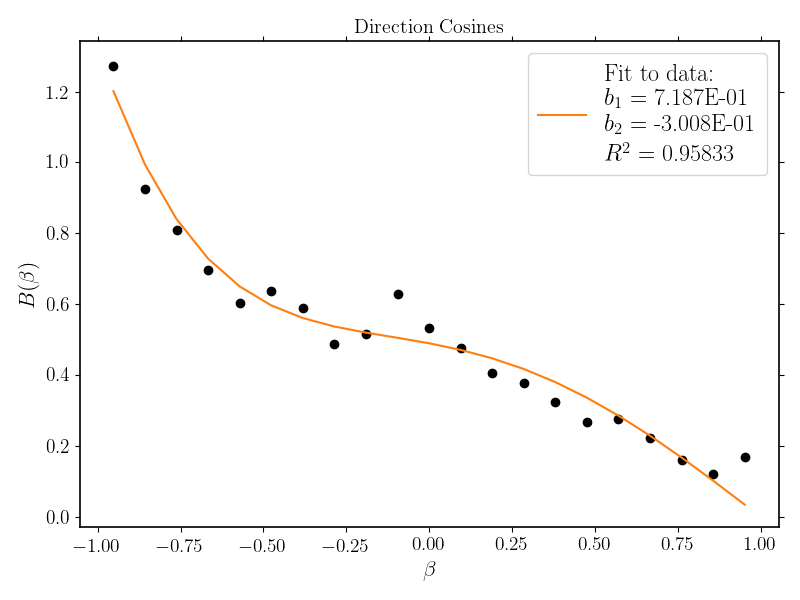 Direction Cosines
Fit to data:
b₁ = 7.187E-01
b₂ = -3.008E-01
R² = 0.95833
B(β)
1.2
1.0
0.8
0.6
0.4
0.2
0.0
−1.00 −0.75 −0.50 −0.25 0.00 0.25 0.50 0.75 1.00
β